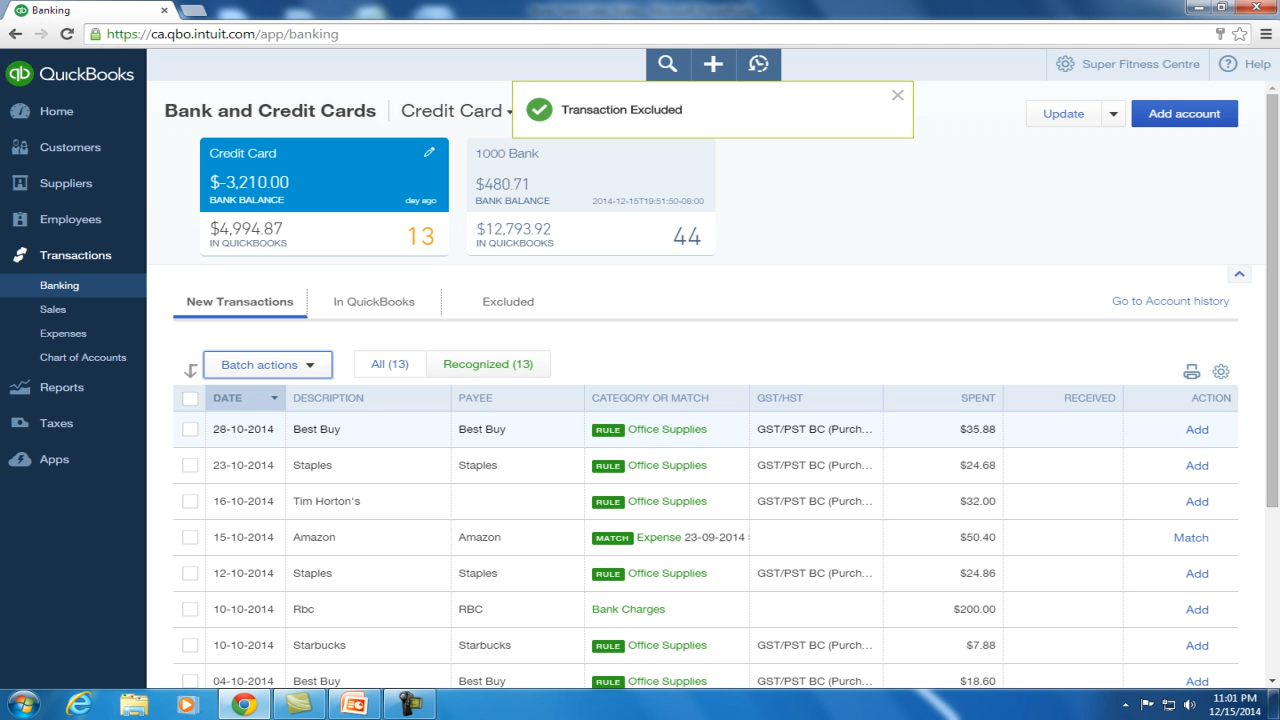 Banking
https://ca.qbo.intuit.com/app/banking
qb QuickBooks
Super Fitness Centre
? Help
Home
Customers
Suppliers
Employees
Transactions
Banking
Sales
Expenses
Chart of Accounts
Reports
Taxes
Apps
Bank and Credit Cards
Credit Card
Transaction Excluded
Update
Add account
Credit Card
$-3,210.00
BANK BALANCE day ago
$4,994.87
IN QUICKBOOKS
13
1000 Bank
$480.71
BANK BALANCE 2014-12-15T19:51:50-08:00
$12,793.92
IN QUICKBOOKS
44
New Transactions In QuickBooks Excluded
Go to Account history
Batch actions All (13) Recognized (13)
DATE DESCRIPTION PAYEE CATEGORY OR MATCH GST/HST SPENT RECEIVED ACTION
28-10-2014 Best Buy Best Buy RULE Office Supplies GST/PST BC (Purch... $35.88 Add
23-10-2014 Staples Staples RULE Office Supplies GST/PST BC (Purch... $24.68 Add
16-10-2014 Tim Horton's RULE Office Supplies GST/PST BC (Purch... $32.00 Add
15-10-2014 Amazon Amazon MATCH Expense 23-09-2014 $50.40 Match
12-10-2014 Staples Staples RULE Office Supplies GST/PST BC (Purch... $24.86 Add
10-10-2014 Rbc RBC Bank Charges $200.00 Add
10-10-2014 Starbucks Starbucks RULE Office Supplies GST/PST BC (Purch... $7.88 Add
04-10-2014 Best Buy Best Buy RULE Office Supplies GST/PST BC (Purch... $18.60 Add
11:01 PM
12/15/2014